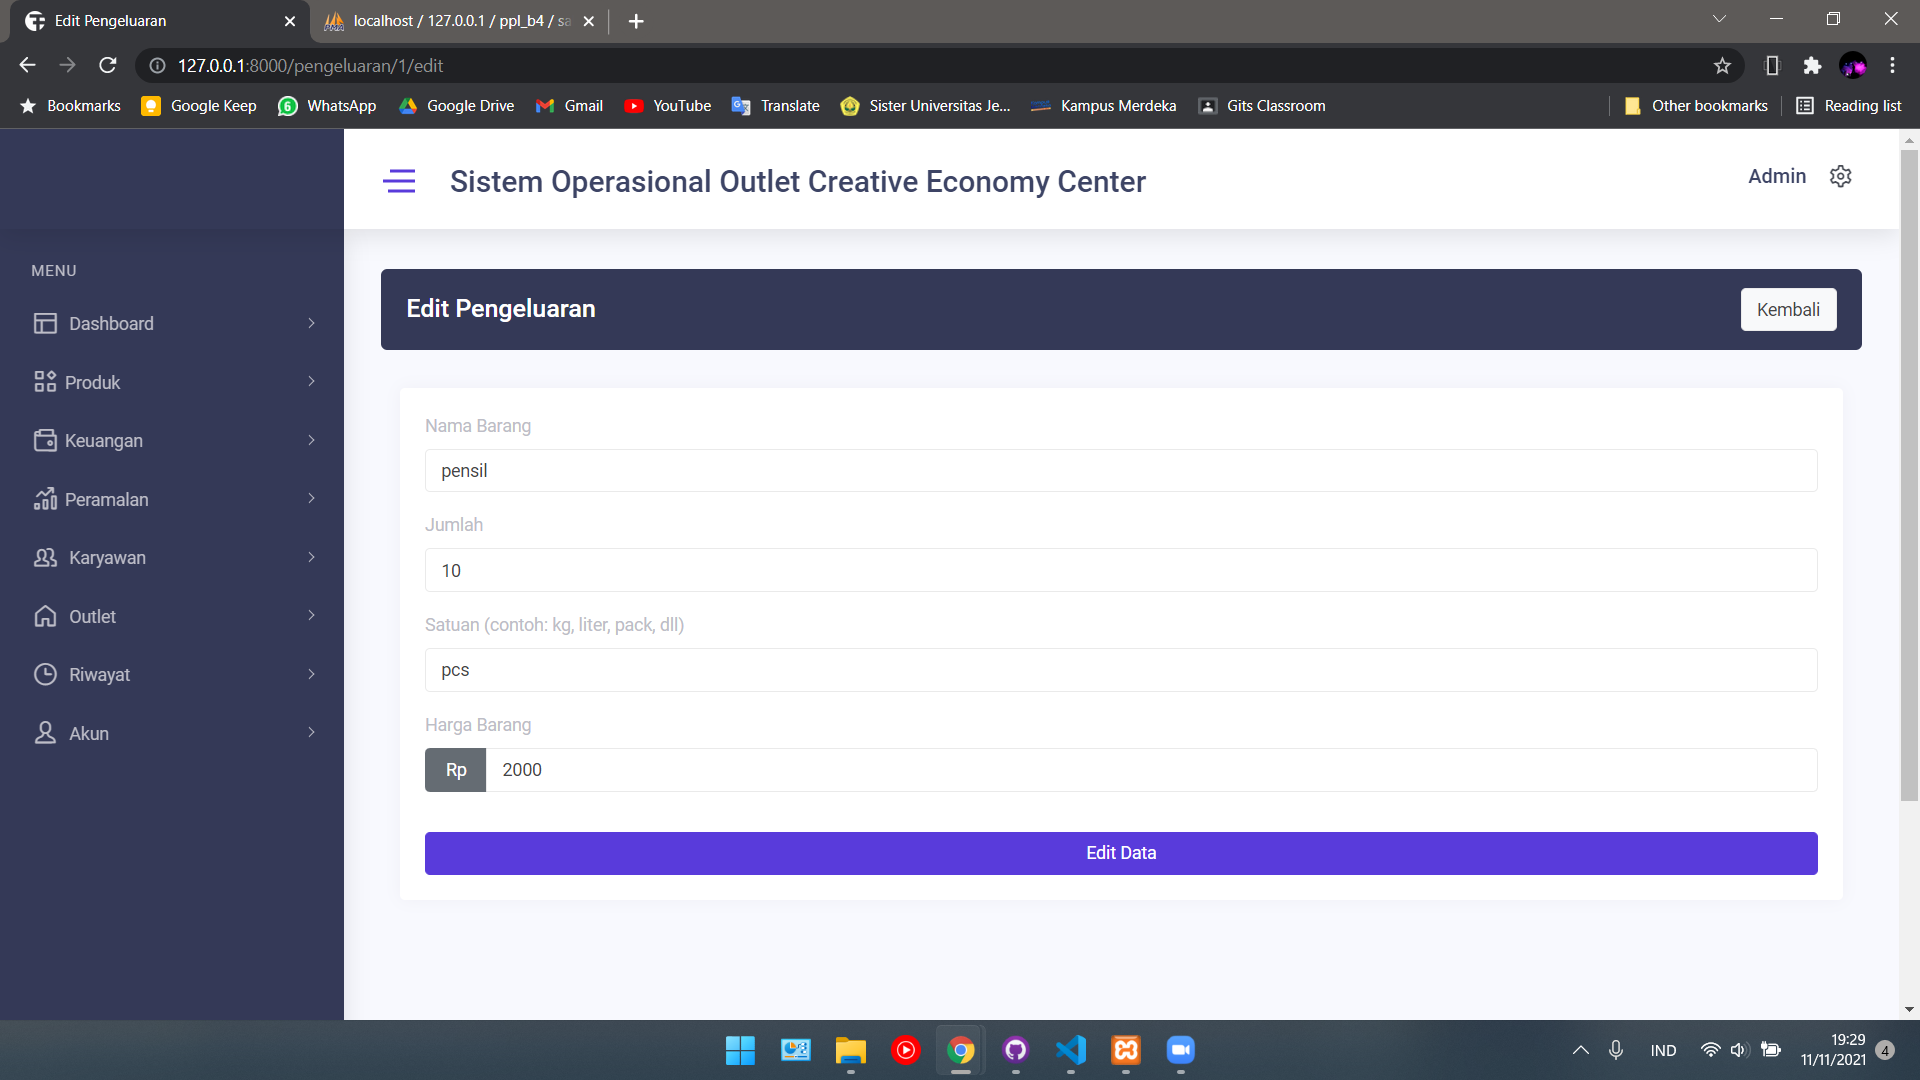 Edit Pengeluaran
localhost / 127.0.0.1 / ppl_b4 / sa
127.0.0.1:8000/pengeluaran/1/edit
Bookmarks
Google Keep
WhatsApp
Google Drive
Gmail
YouTube
Translate
Sister Universitas Je...
Kampus Merdeka
Gits Classroom
Other bookmarks
Reading list
Sistem Operasional Outlet Creative Economy Center
Admin
MENU
Dashboard
Produk
Keuangan
Peramalan
Karyawan
Outlet
Riwayat
Akun
Edit Pengeluaran
Kembali
Nama Barang
pensil
Jumlah
10
Satuan (contoh: kg, liter, pack, dll)
pcs
Harga Barang
Rp 2000
Edit Data
IND
19:29
11/11/2021
4